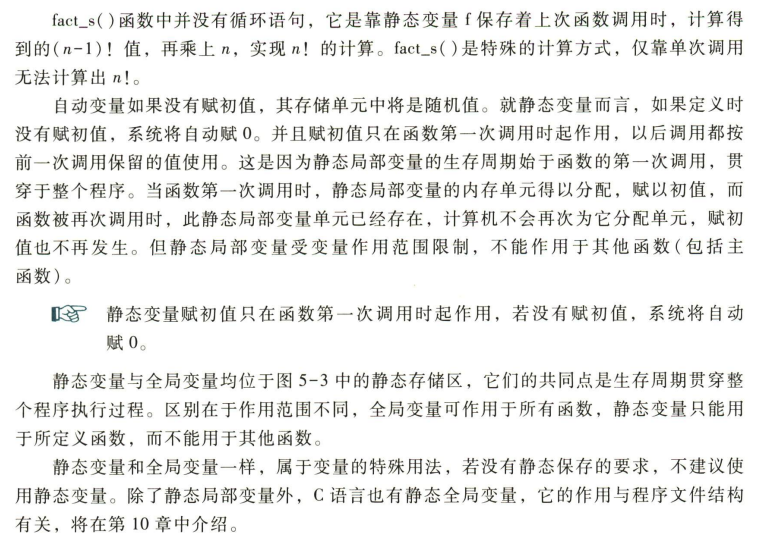 fact_s()函数中并没有循环语句，它是靠静态变量 f 保存着上次函数调用时，计算得
到的(n-1)！值，再乘上 n，实现 n！的计算。fact_s()是特殊的计算方式，仅靠单次调用
无法计算出 n!。
自动变量如果没有赋初值，其存储单元中将是随机值。就静态变量而言，如果定义时
没有赋初值，系统将自动赋 0。并且赋初值只在函数第一次调用时起作用，以后调用都按
前一次调用保留的值使用。这是因为静态局部变量的生存周期始于函数的第一次调用，贯
穿于整个程序。当函数第一次调用时，静态局部变量的内存单元得以分配，赋以初值，而
函数被再次调用时，此静态局部变量单元已经存在，计算机不会再次为它分配单元，赋初
值也不再发生。但静态局部变量受变量作用范围限制，不能作用于其他函数(包括主
函数)。
静态变量赋初值只在函数第一次调用时起作用，若没有赋初值，系统将自动
赋 0。
静态变量与全局变量均位于图 5-3 中的静态存储区，它们的共同点是生存周期贯穿整
个程序执行过程。区别在于作用范围不同，全局变量可作用于所有函数，静态变量只能用
于所定义函数，而不能用于其他函数。
静态变量和全局变量一样，属于变量的特殊用法，若没有静态保存的要求，不建议使
用静态变量。除了静态局部变量外，C 语言也有静态全局变量，它的作用与程序文件结构
有关，将在第 10 章中介绍。